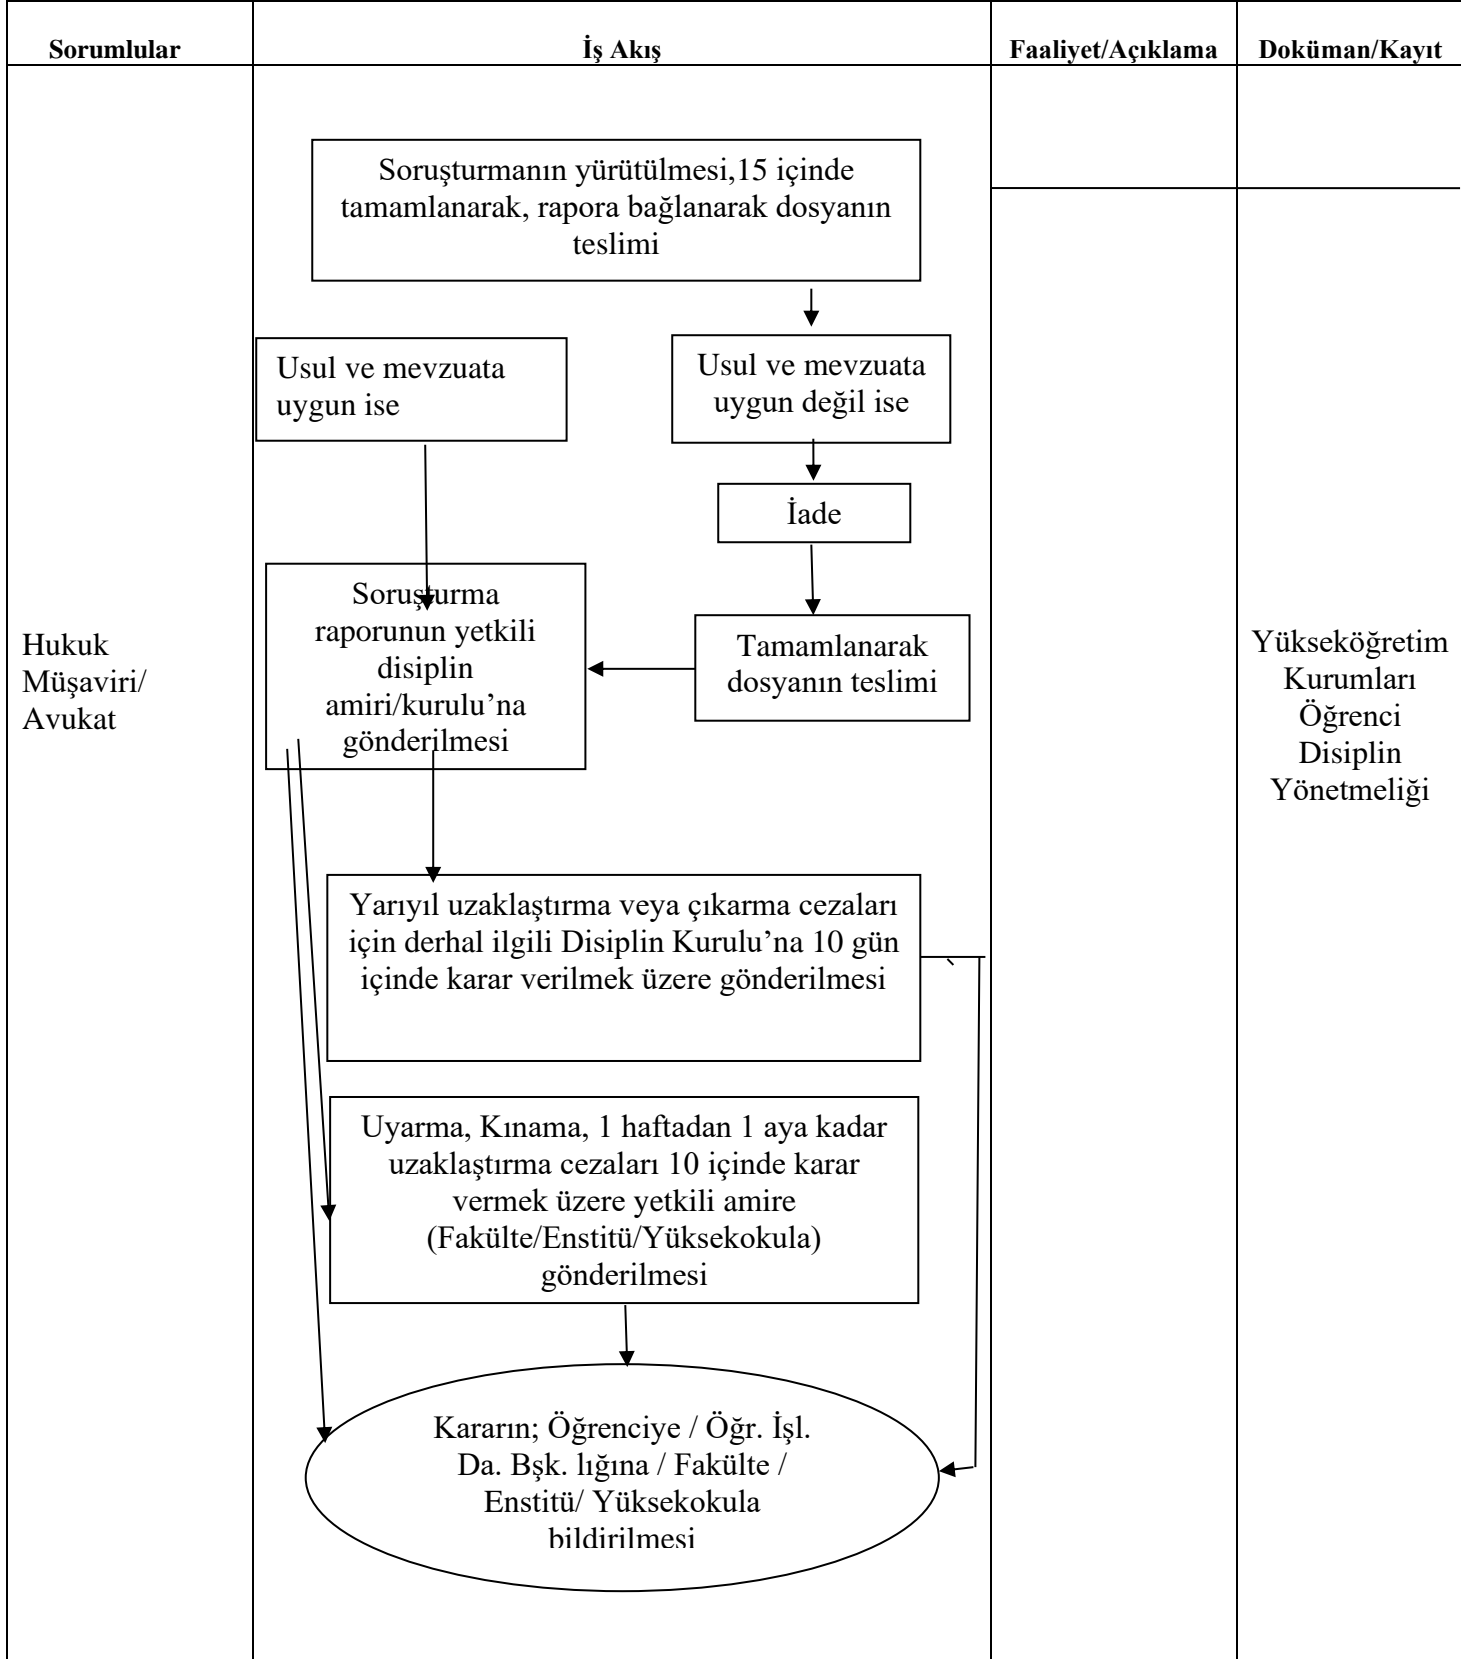 Sorumlular
İş Akış
Faaliyet/Açıklama
Doküman/Kayıt
Soruşturmanın yürütülmesi,15 içinde
tamamlanarak, rapora bağlanarak dosyanın
teslimi
Usul ve mevzuata
uygun ise
Usul ve mevzuata
uygun değil ise
İade
Soruşturma
raporunun yetkili
disiplin
amiri/kurulu’na
gönderilmesi
Tamamlanarak
dosyanın teslimi
Hukuk
Müşaviri/
Avukat
Yükseköğretim
Kurumları
Öğrenci
Disiplin
Yönetmeliği
Yarıyıl uzaklaştırma veya çıkarma cezaları
için derhal ilgili Disiplin Kurulu’na 10 gün
içinde karar verilmek üzere gönderilmesi
Uyarma, Kınama, 1 haftadan 1 aya kadar
uzaklaştırma cezaları 10 içinde karar
vermek üzere yetkili amire
(Fakülte/Enstitü/Yüksekokula)
gönderilmesi
Kararın; Öğrenciye / Öğr. İşl.
Da. Bşk. lığına / Fakülte /
Enstitü/ Yüksekokula
bildirilmesi